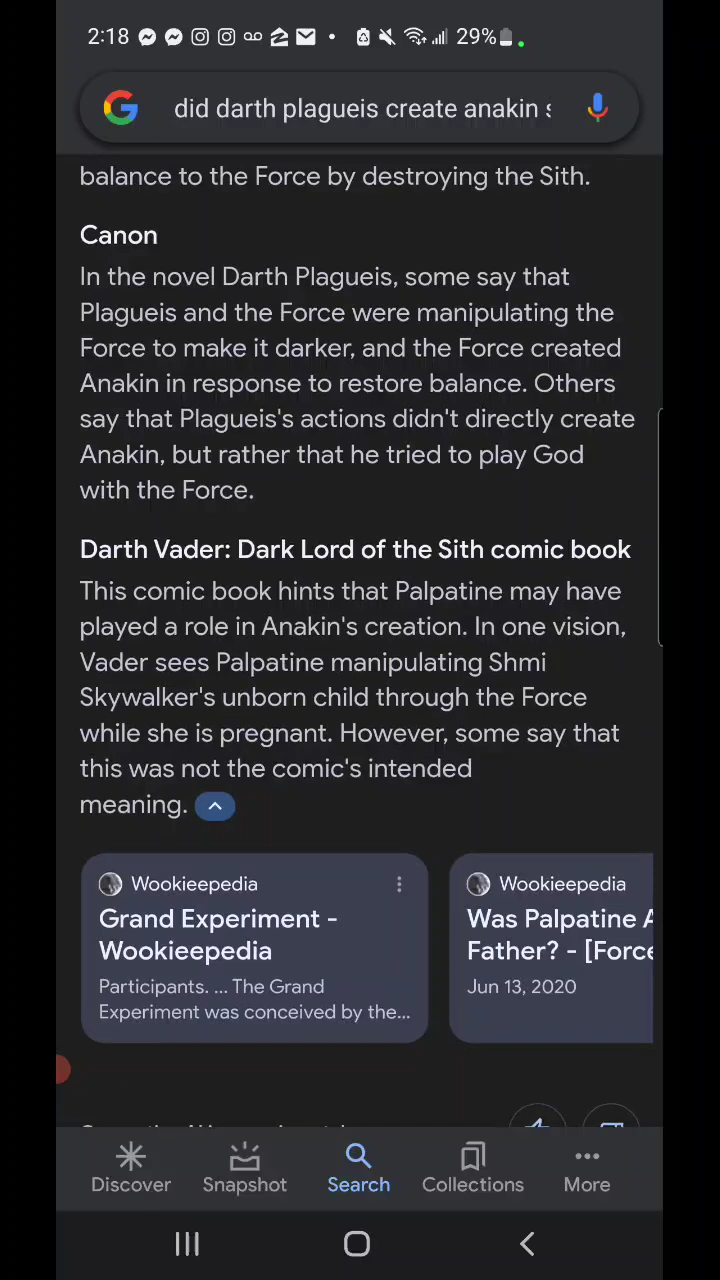 2:18 29%
did darth plagueis create anakin s
balance to the Force by destroying the Sith.
Canon
In the novel Darth Plagueis, some say that
Plagueis and the Force were manipulating the
Force to make it darker, and the Force created
Anakin in response to restore balance. Others
say that Plagueis's actions didn't directly create
Anakin, but rather that he tried to play God
with the Force.
Darth Vader: Dark Lord of the Sith comic book
This comic book hints that Palpatine may have
played a role in Anakin's creation. In one vision,
Vader sees Palpatine manipulating Shmi
Skywalker's unborn child through the Force
while she is pregnant. However, some say that
this was not the comic's intended
meaning.
Wookieepedia
Grand Experiment -
Wookieepedia
Participants. ... The Grand
Experiment was conceived by the...
Wookieepedia
Was Palpatine A
Father? - [Force
Jun 13, 2020
Discover Snapshot Search Collections More